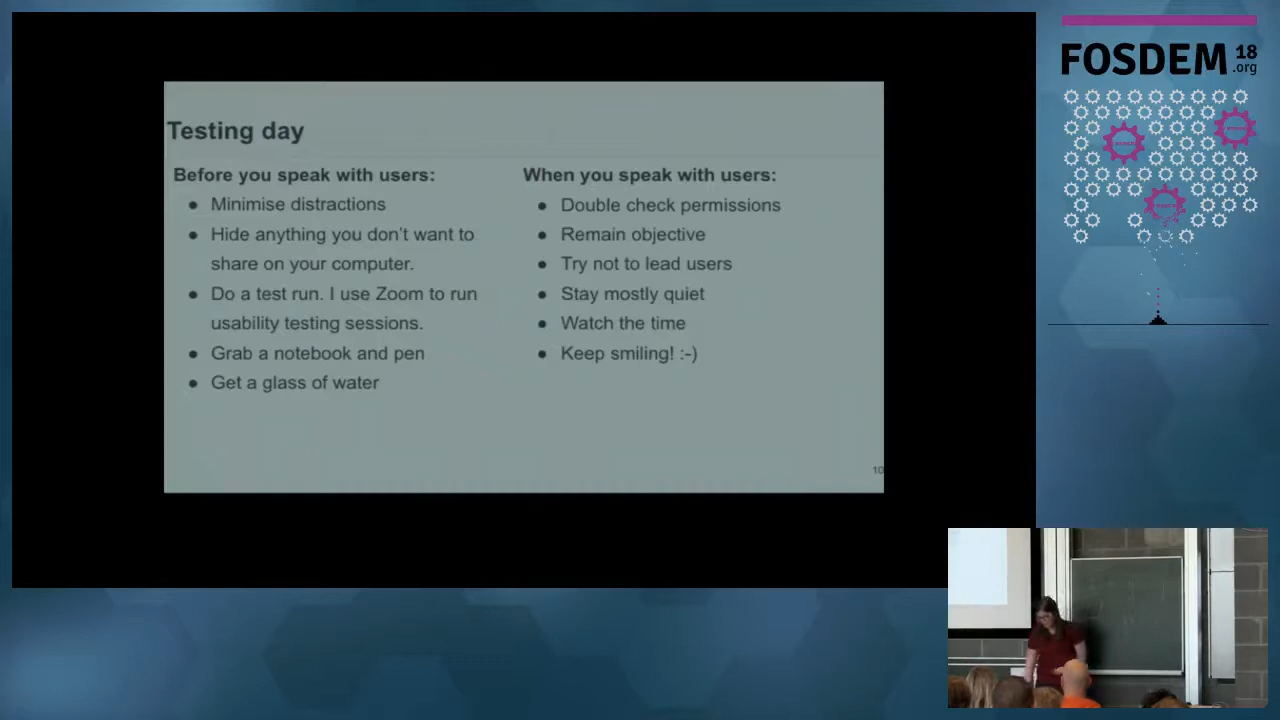 Testing day
Before you speak with users:
● Minimise distractions
● Hide anything you don't want to
share on your computer.
● Do a test run. I use Zoom to run
usability testing sessions.
● Grab a notebook and pen
● Get a glass of water
When you speak with users:
● Double check permissions
● Remain objective
● Try not to lead users
● Stay mostly quiet
● Watch the time
● Keep smiling! :-)
10
FOSDEM 18
.org